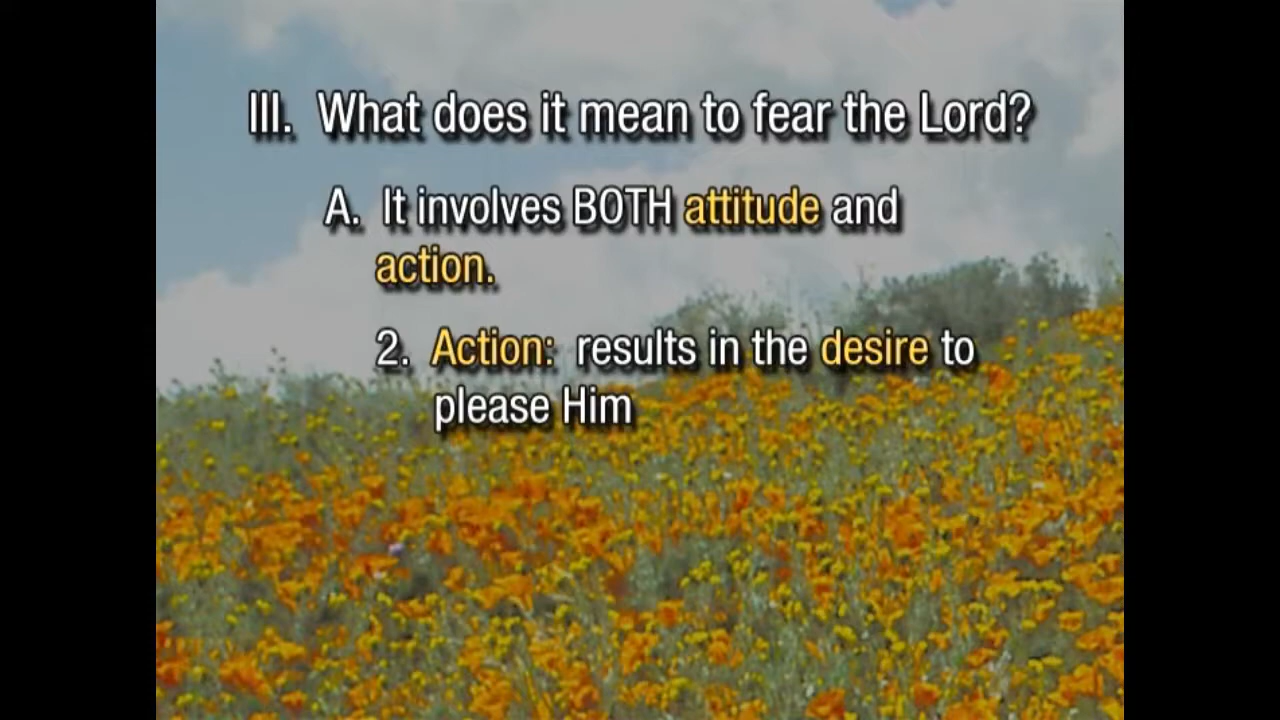 III. What does it mean to fear the Lord?
A. It involves BOTH attitude and
action.
2. Action: results in the desire to
please Him